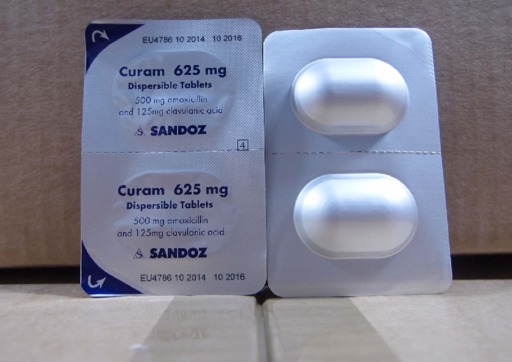 EU4786 10 2014 10 2016
Curam 625 mg
Dispersible Tablets
500 mg amoxicillin
and 125mg clavulanic acid
SANDOZ
4
Curam 625 mg
Dispersible Tablets
500 mg amoxicillin
and 125mg clavulanic acid
SANDOZ
EU4786 10 2014 10 2016